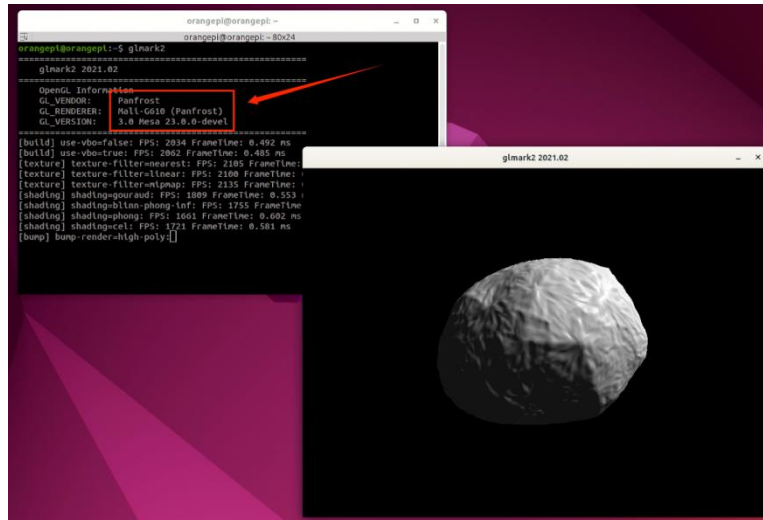 orangepi@orangepi: ~
orangepi@orangepi: ~ 80x24
orangepi@orangepi:~$ glmark2
=======================================================
glmark2 2021.02
=======================================================
OpenGL Information
GL_VENDOR: Panfrost
GL_RENDERER: Mali-G610 (Panfrost)
GL_VERSION: 3.0 Mesa 23.0.0-devel
=======================================================
[build] use-vbo=false: FPS: 2034 FrameTime: 0.492 ms
[build] use-vbo=true: FPS: 2062 FrameTime: 0.485 ms
[texture] texture-filter=nearest: FPS: 2105 FrameTime:
[texture] texture-filter=linear: FPS: 2100 FrameTime:
[texture] texture-filter=mipmap: FPS: 2135 FrameTime:
[shading] shading=gouraud: FPS: 1809 FrameTime: 0.553
[shading] shading=blinn-phong-inf: FPS: 1755 FrameTime
[shading] shading=phong: FPS: 1661 FrameTime: 0.602 ms
[shading] shading=cel: FPS: 1721 FrameTime: 0.581 ms
[bump] bump-render=high-poly:
glmark2 2021.02